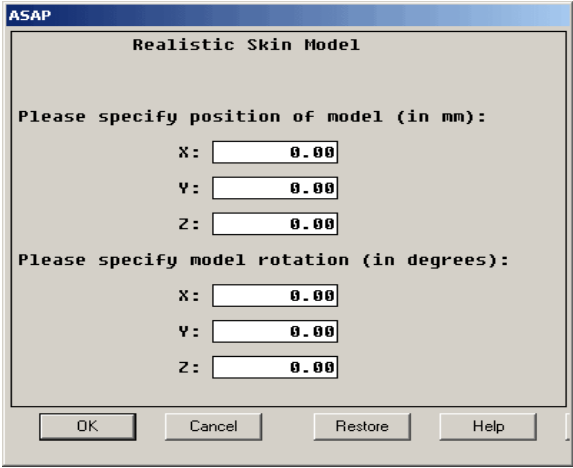 ASAP
Realistic Skin Model
Please specify position of model (in mm):
X: 0.00
Y: 0.00
Z: 0.00
Please specify model rotation (in degrees):
X: 0.00
Y: 0.00
Z: 0.00
OK Cancel Restore Help